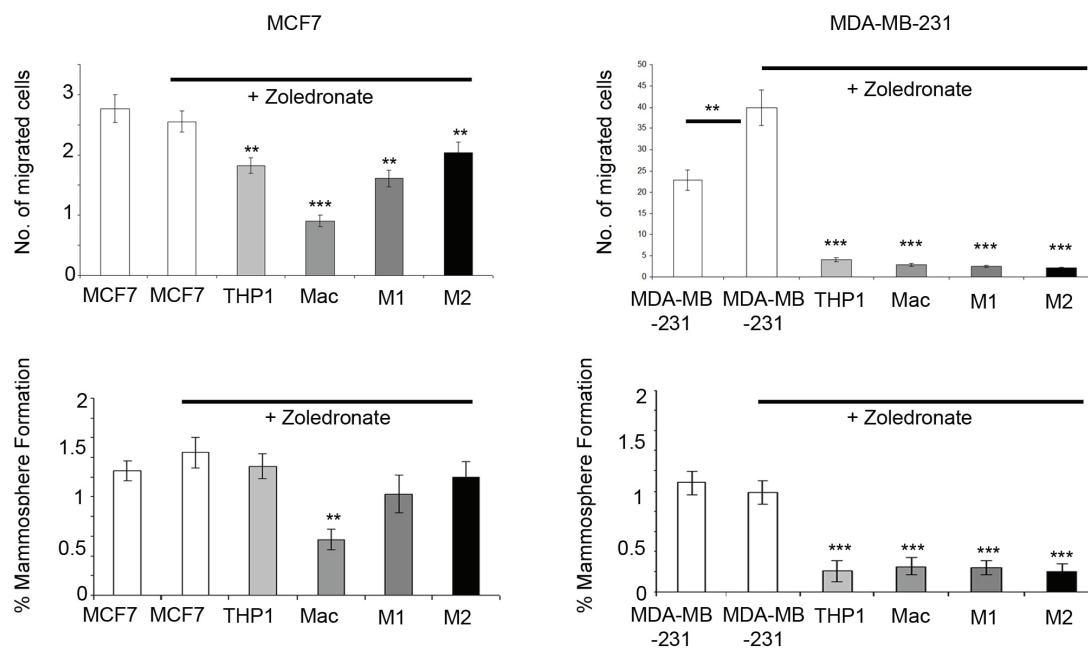 MCF7
No. of migrated cells
3
2
1
0
+ Zoledronate
**
***
**
**
MCF7 MCF7 THP1 Mac M1 M2
MDA-MB-231
No. of migrated cells
50
45
40
35
30
25
20
15
10
5
0
+ Zoledronate
**
***
***
***
***
MDA-MB MDA-MB THP1 Mac M1 M2
-231 -231
% Mammosphere Formation
2
1.5
1
0.5
0
+ Zoledronate
**
MCF7 MCF7 THP1 Mac M1 M2
% Mammosphere Formation
2
1.5
1
0.5
0
+ Zoledronate
***
***
***
***
MDA-MB MDA-MB THP1 Mac M1 M2
-231 -231